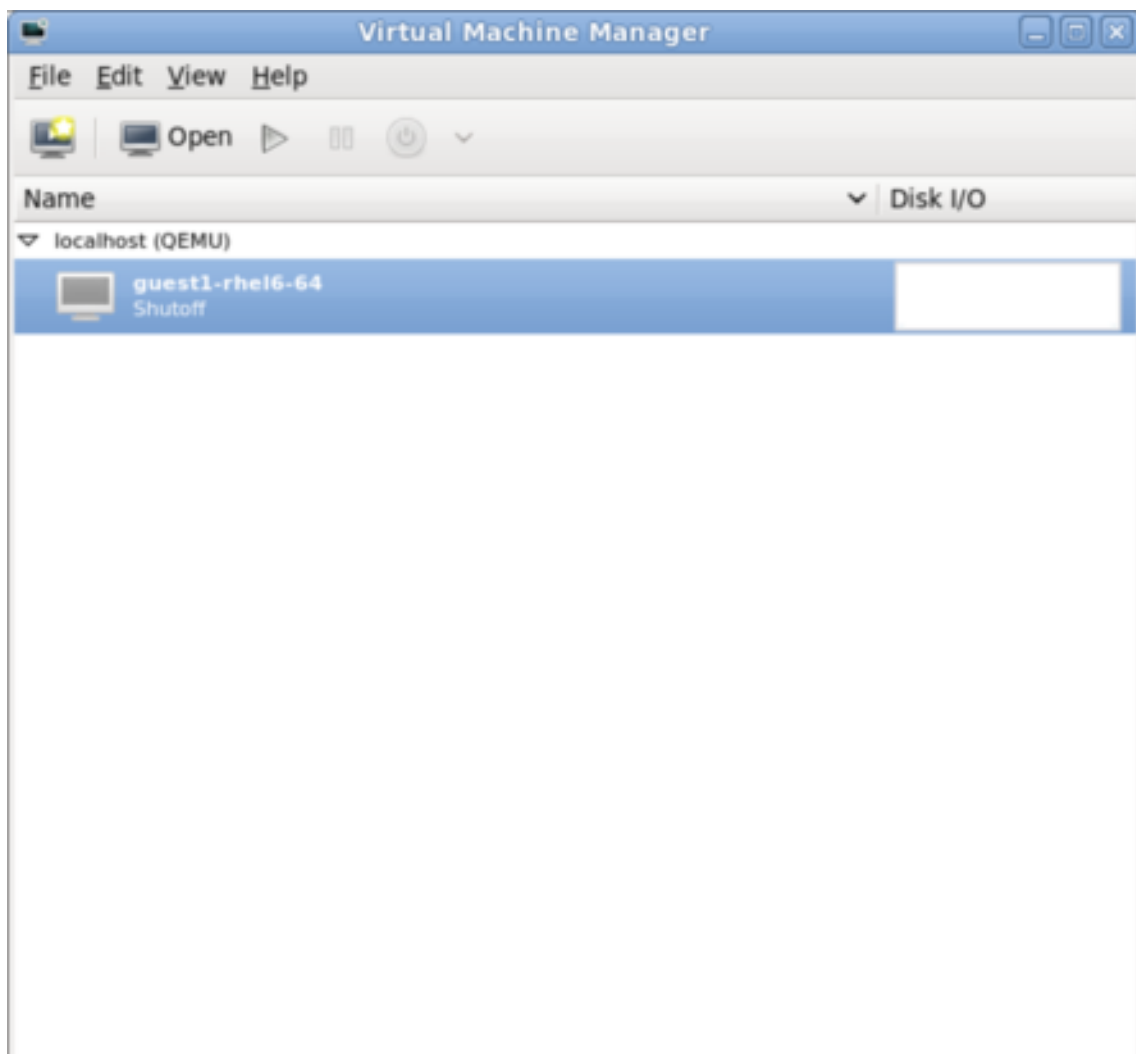 Virtual Machine Manager
File Edit View Help
Open
Name Disk I/O
localhost (QEMU)
guest1-rhel6-64
Shutoff